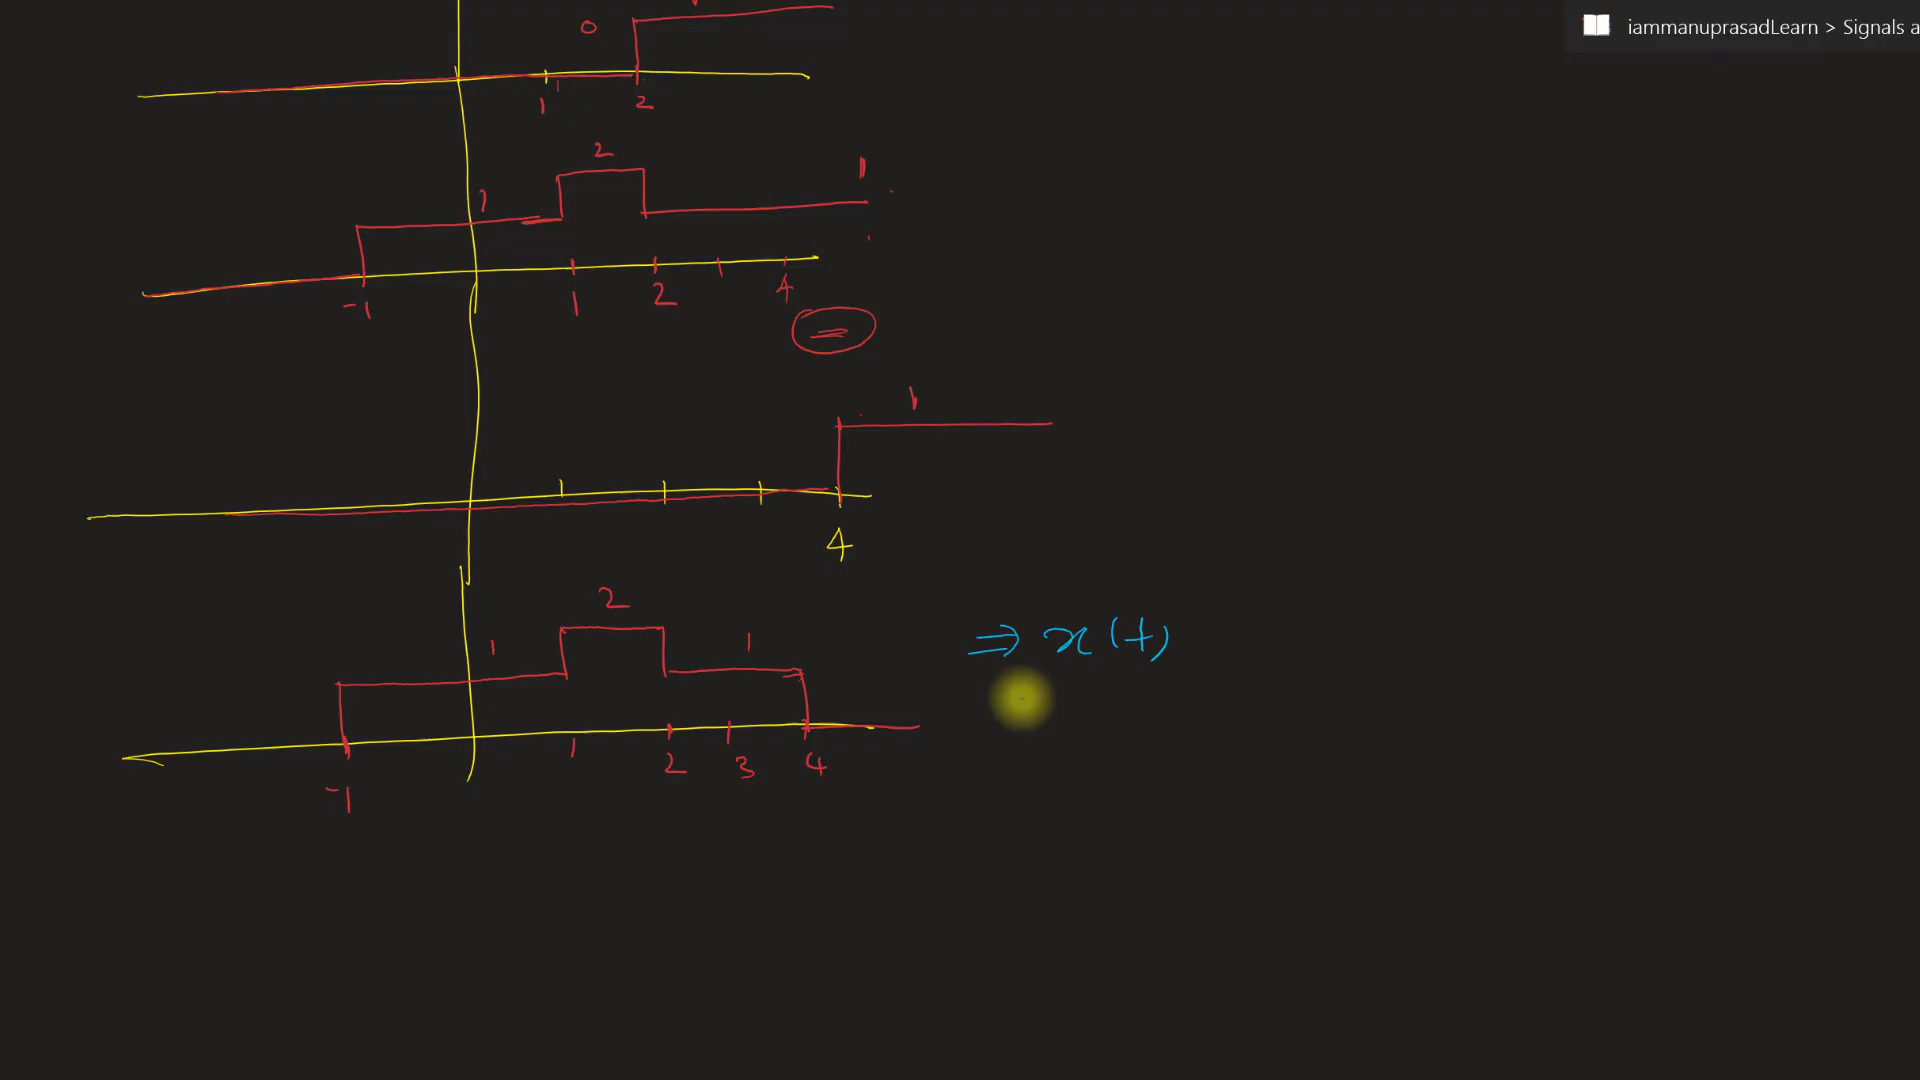 iammanuprasadLearn > Signals a
0
1 2
2
1 1
-1 1 2 4
1
4
2
1 1
⇒ x(t)
1 2 3 4
-1